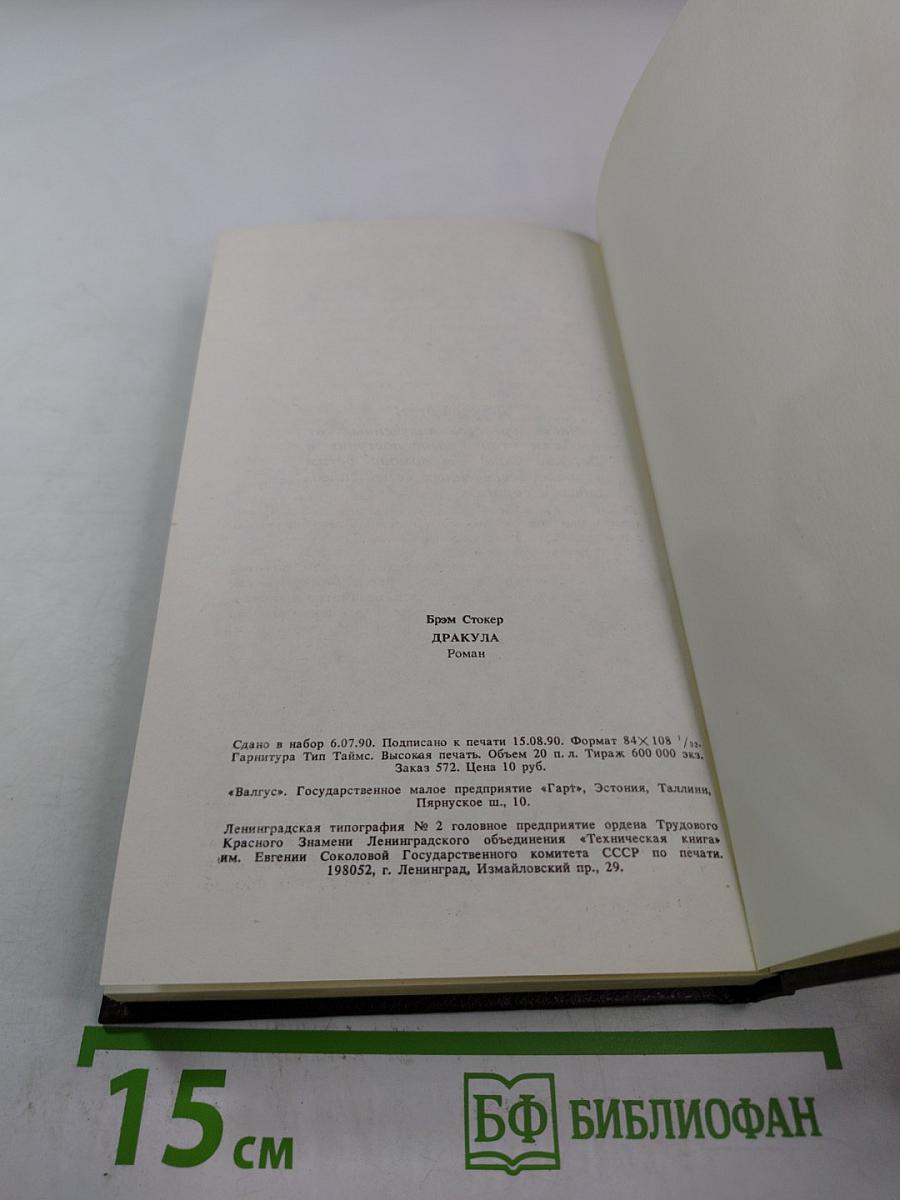 Брэм Стокер
ДРАКУЛА
Роман
Сдано в набор 6.07.90. Подписано к печати 15.08.90. Формат 84×108 1/32.
Гарнитура Тип Таймс. Высокая печать. Объем 20 п. л. Тираж 600 000 экз.
Заказ 572. Цена 10 руб.
«Валгус». Государственное малое предприятие «Гарт», Эстония, Таллинн,
Пярнуское ш., 10.
Ленинградская типография № 2 головное предприятие ордена Трудового
Красного Знамени Ленинградского объединения «Техническая книга»
им. Евгении Соколовой Государственного комитета СССР по печати.
198052, г. Ленинград, Измайловский пр., 29.
15 см
БФ БИБЛИОФАН